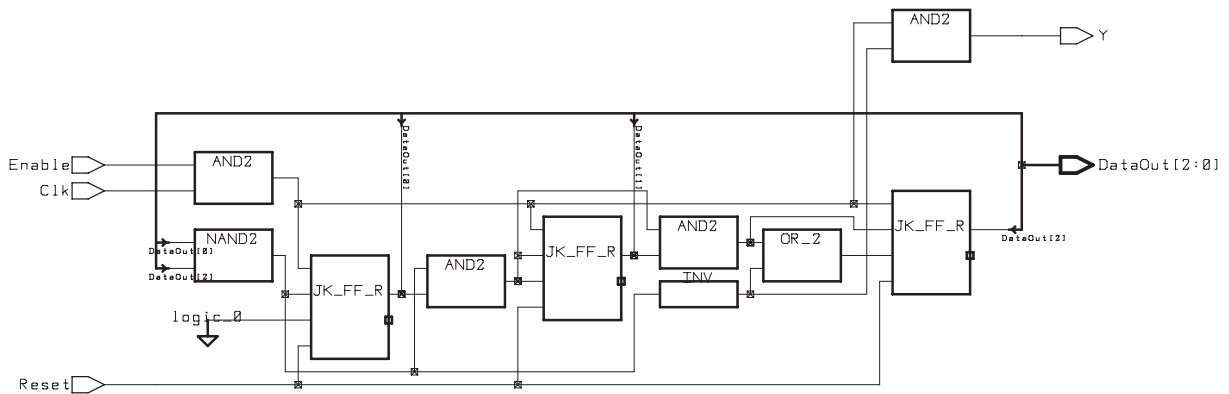 AND2
Y
DataOut[0]
DataOut[1]
Enable
AND2
DataOut[2:0]
Clk
NAND2
AND2
OR_2
JK_FF_R
DataOut[0]
DataOut[2]
DataOut[2]
JK_FF_R
AND2
INV
JK_FF_R
logic_0
Reset